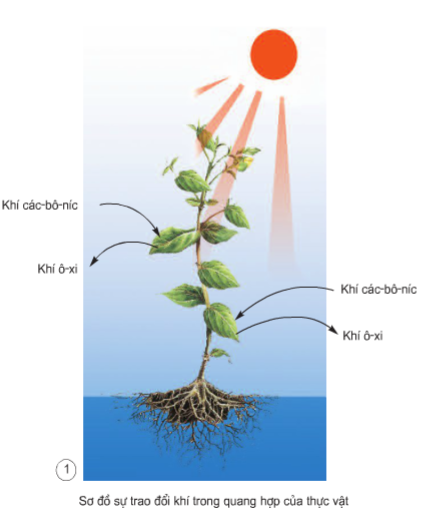 Khí các-bô-níc
Khí ô-xi
Khí các-bô-níc
Khí ô-xi
1
Sơ đồ sự trao đổi khí trong quang hợp của thực vật